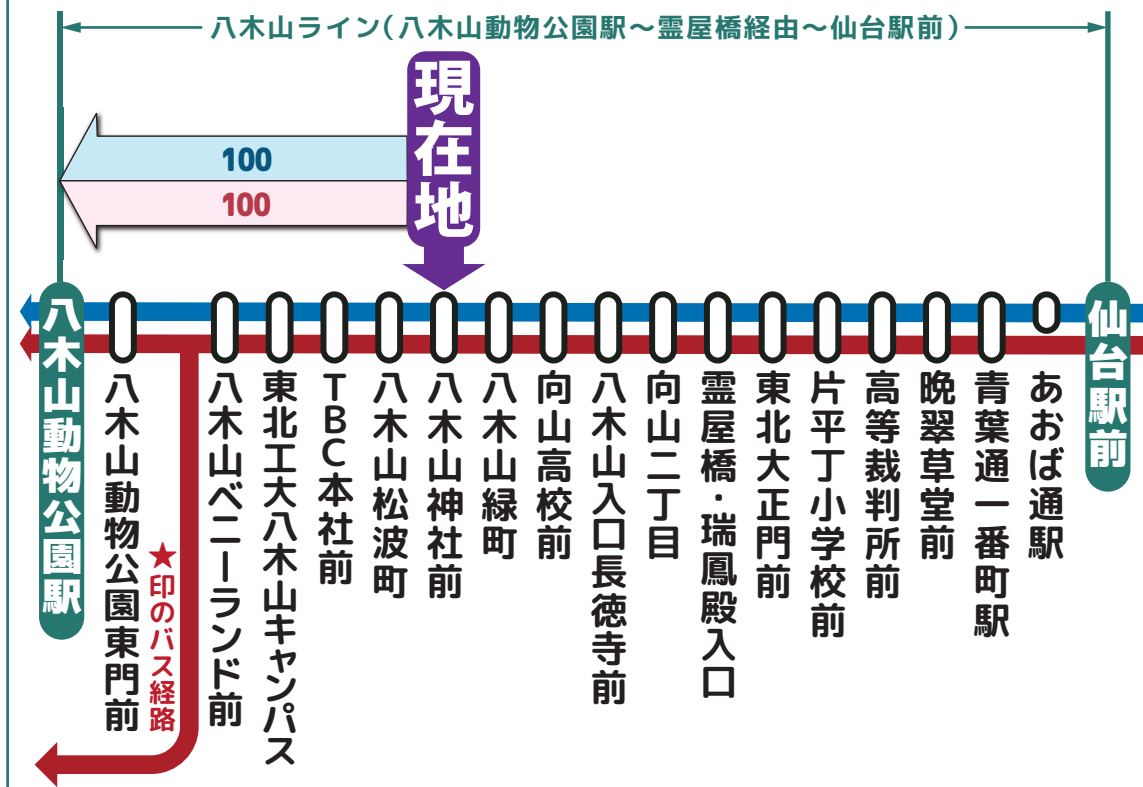 八木山ライン(八木山動物公園駅～霊屋橋経由～仙台駅前)
現在地
100
100
八木山動物公園駅
八木山動物公園東門前
★印のバス経路
八木山ベニーランド前
東北工大八木山キャンパス
TBC本社前
八木山松波町
八木山神社前
八木山緑町
向山高校前
八木山入口長徳寺前
向山二丁目
霊屋橋・瑞鳳殿入口
東北大正門前
片平丁小学校前
高等裁判所前
晩翠草堂前
青葉通一番町駅
あおば通駅
仙台駅前